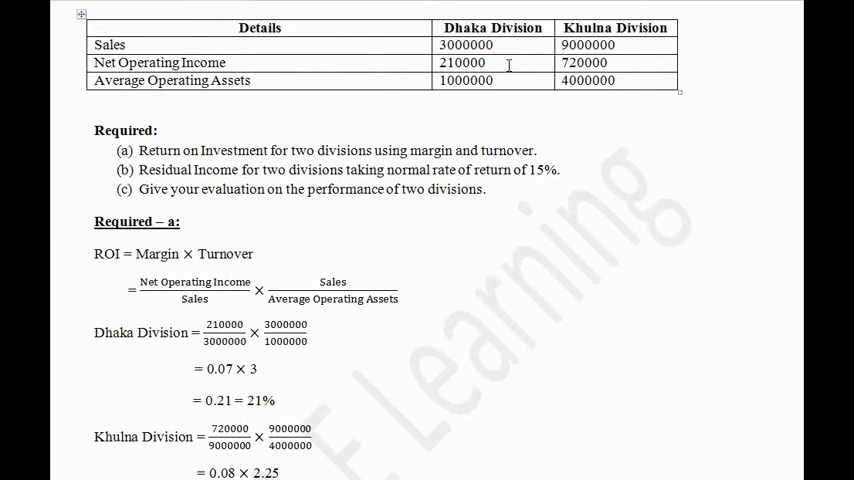 Details Dhaka Division Khulna Division
Sales 3000000 9000000
Net Operating Income 210000 720000
Average Operating Assets 1000000 4000000
Required:
(a) Return on Investment for two divisions using margin and turnover.
(b) Residual Income for two divisions taking normal rate of return of 15%.
(c) Give your evaluation on the performance of two divisions.
Required – a:
ROI = Margin × Turnover
= Net Operating Income / Sales × Sales / Average Operating Assets
Dhaka Division = 210000 / 3000000 × 3000000 / 1000000
= 0.07 × 3
= 0.21 = 21%
Khulna Division = 720000 / 9000000 × 9000000 / 4000000
= 0.08 × 2.25
E Learning